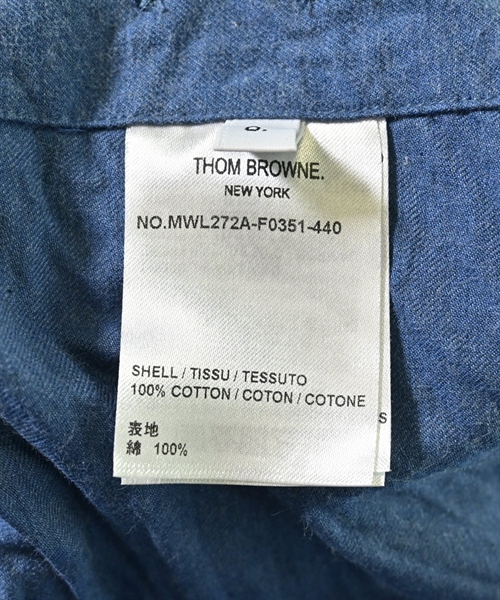 THOM BROWNE.
NEW YORK
NO.MWL272A-F0351-440
SHELL / TISSU / TESSUTO
100% COTTON / COTON / COTONE
S
表地
綿 100%